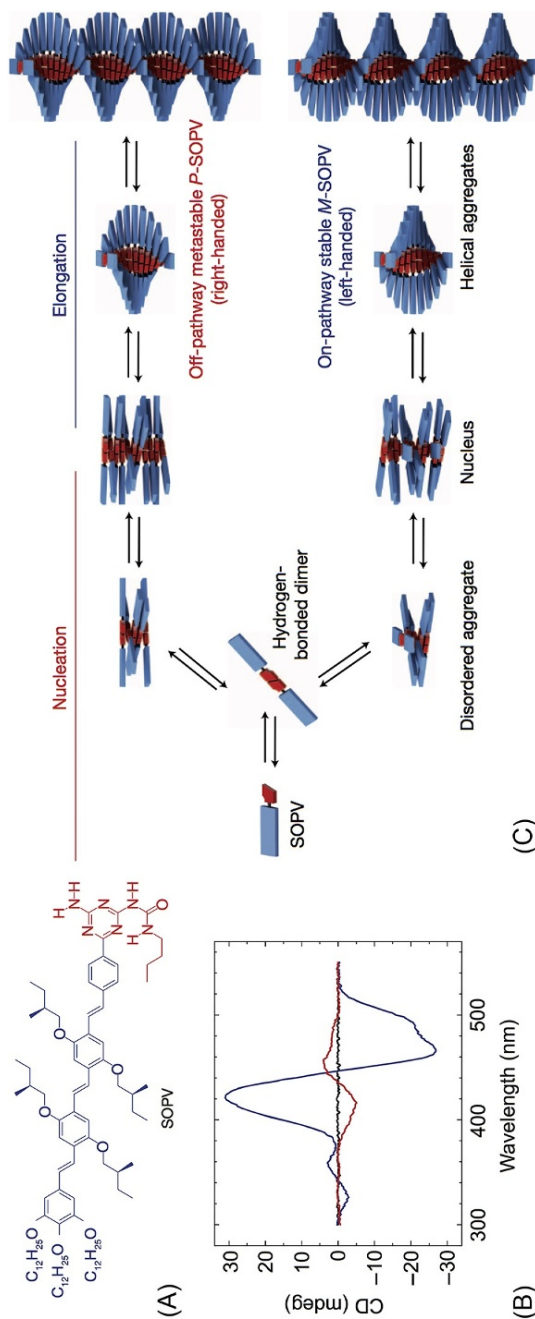 C₁₂H₂₅O
C₁₂H₂₅O
C₁₂H₂₅O
O
O
O
O
N
N
N
N-H
H
N-H
N-H
O
SOPV
(A)
30
20
10
0
−10
−20
−30
CD (mdeg)
300
400
500
Wavelength (nm)
(B)
Nucleation
Elongation
SOPV
Hydrogen-
bonded dimer
Disordered aggregate
Nucleus
Off-pathway metastable P-SOPV
(right-handed)
On-pathway stable M-SOPV
(left-handed)
Helical aggregates
(C)